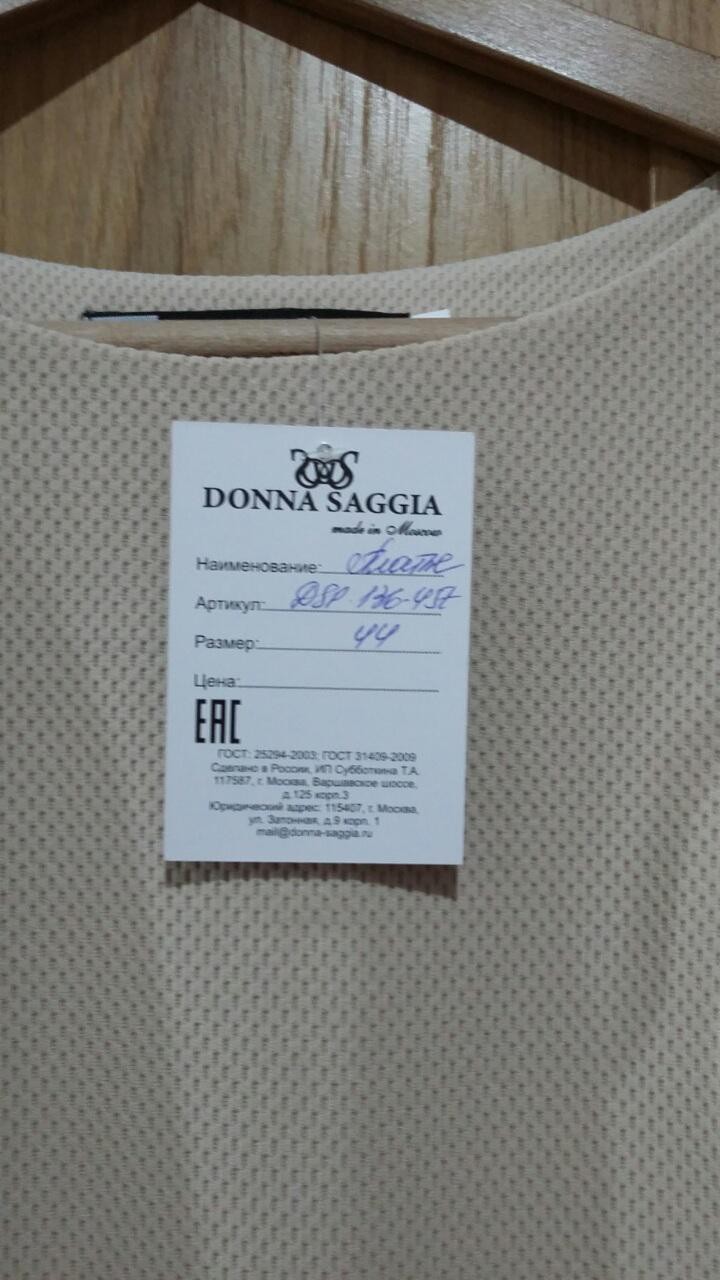 DONNA SAGGIA
made in Moscow
Наименование: Платье
Артикул: DSP-136-45t
Размер: 44
Цена:
EAC
ГОСТ: 25294-2003; ГОСТ 31409-2009
Сделано в России, ИП Субботкина Т.А.
117587, г. Москва, Варшавское шоссе,
д.125 корп.3
Юридический адрес: 115407, г. Москва,
ул. Затонная, д.9 корп. 1
mail@donna-saggia.ru